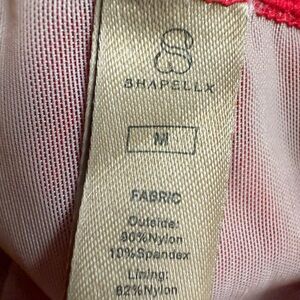 SHAPELLX
M
FABRIC
Outside:
90%Nylon
10%Spandex
Lining:
82%Nylon